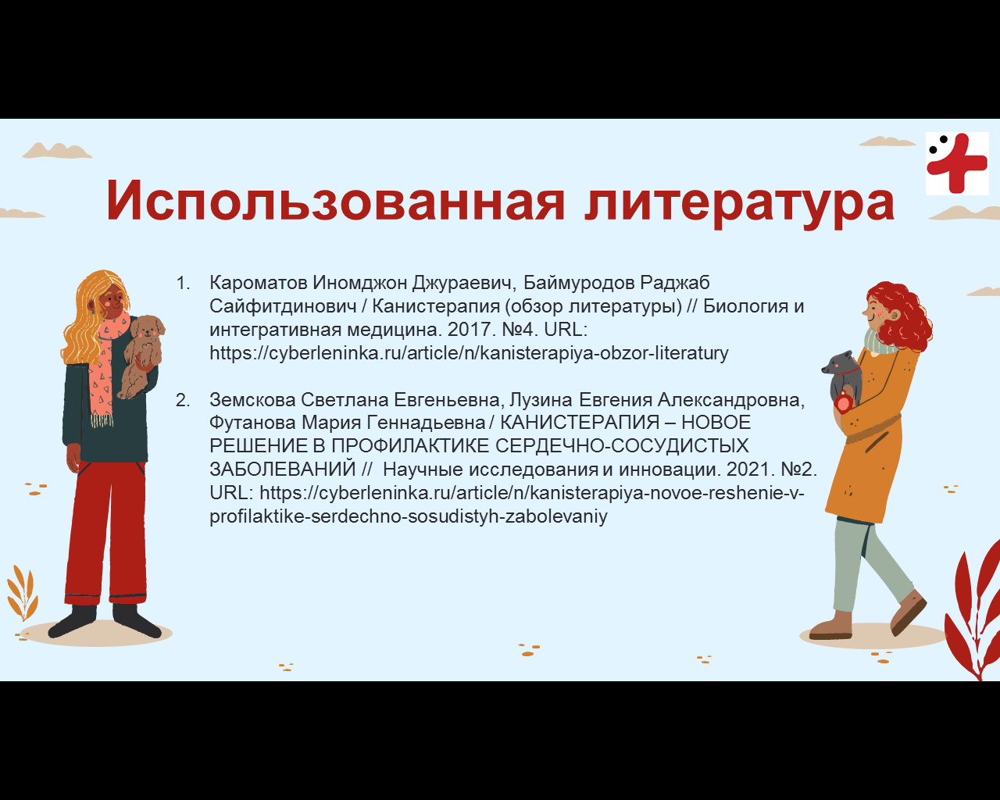 Использованная литература
1. Кароматов Иномджон Джураевич, Баймуродов Раджаб
Сайфитдинович / Канистерапия (обзор литературы) // Биология и
интегративная медицина. 2017. №4. URL:
https://cyberleninka.ru/article/n/kanisterapiya-obzor-literatury
2. Земскова Светлана Евгеньевна, Лузина Евгения Александровна,
Футанова Мария Геннадьевна / КАНИСТЕРАПИЯ – НОВОЕ
РЕШЕНИЕ В ПРОФИЛАКТИКЕ СЕРДЕЧНО-СОСУДИСТЫХ
ЗАБОЛЕВАНИЙ // Научные исследования и инновации. 2021. №2.
URL: https://cyberleninka.ru/article/n/kanisterapiya-novoe-reshenie-v-
profilaktike-serdechno-sosudistyh-zabolevaniy